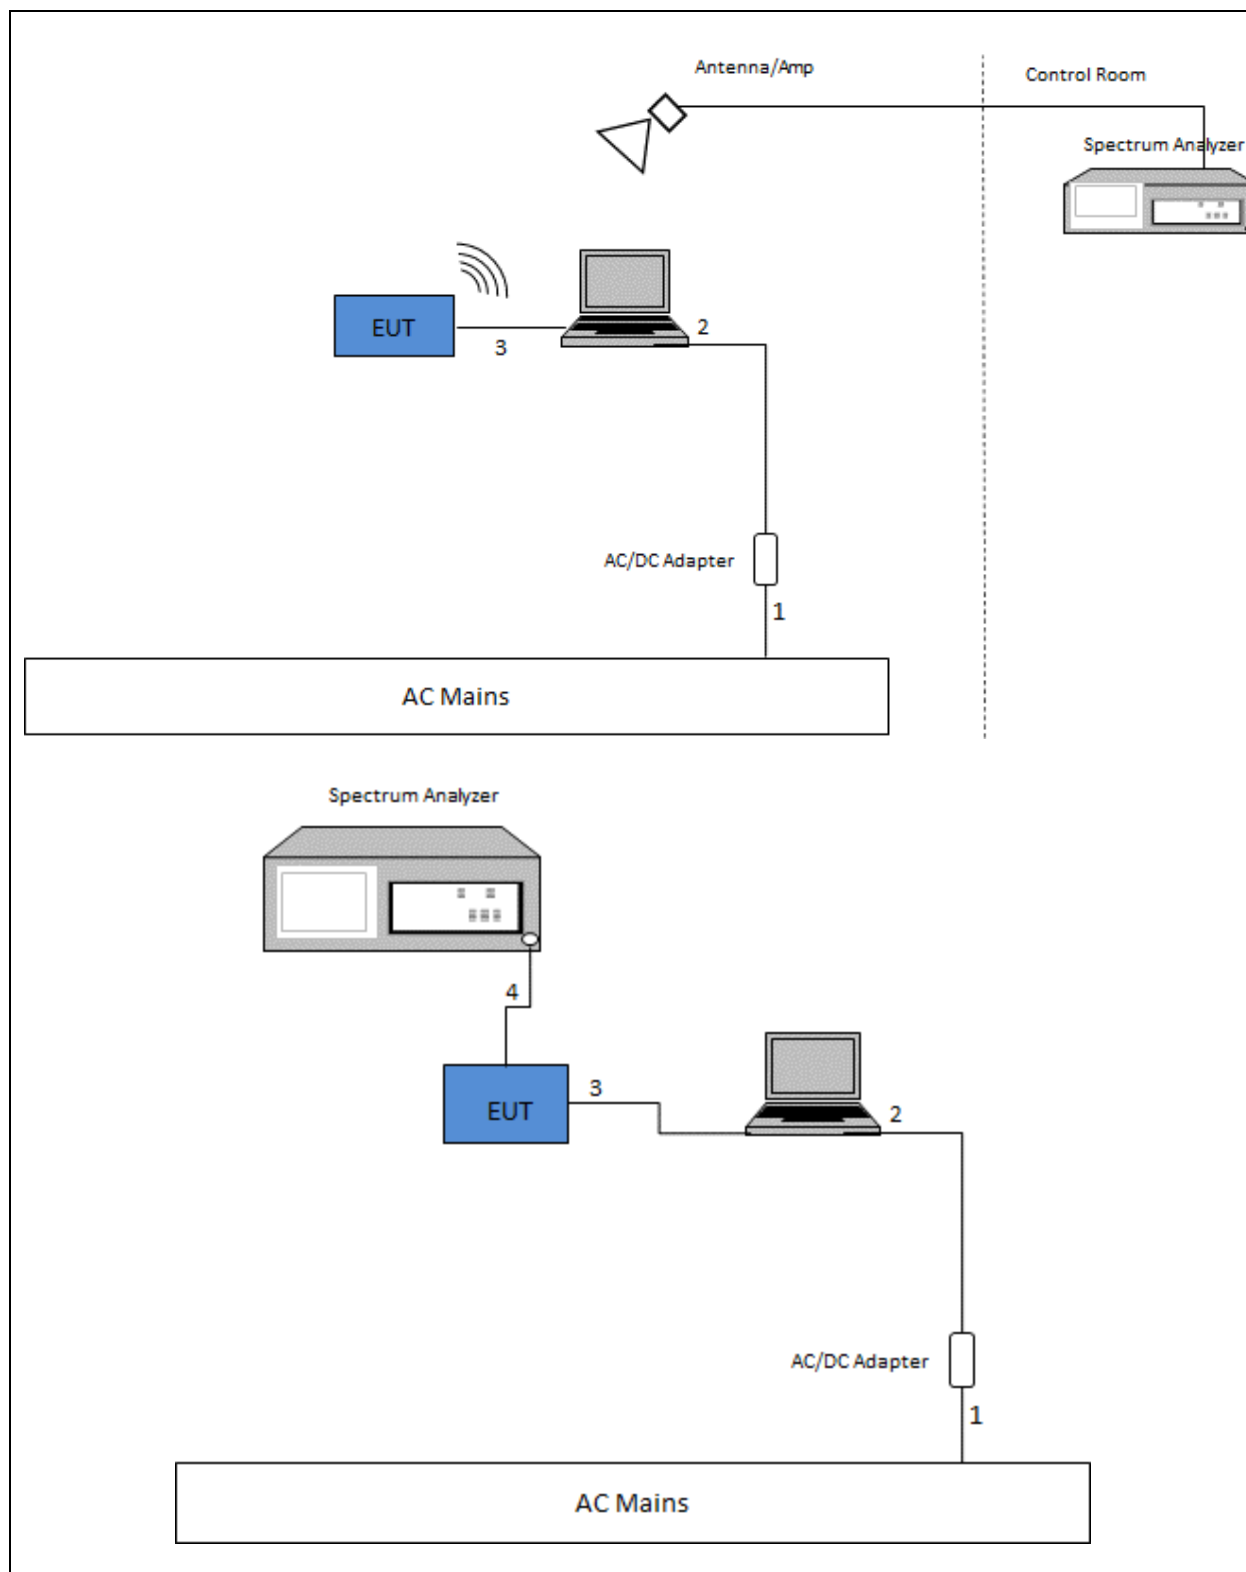 Antenna/Amp
Control Room
Spectrum Analyzer
EUT
3
2
AC/DC Adapter
1
AC Mains
Spectrum Analyzer
4
EUT
3
2
AC/DC Adapter
1
AC Mains